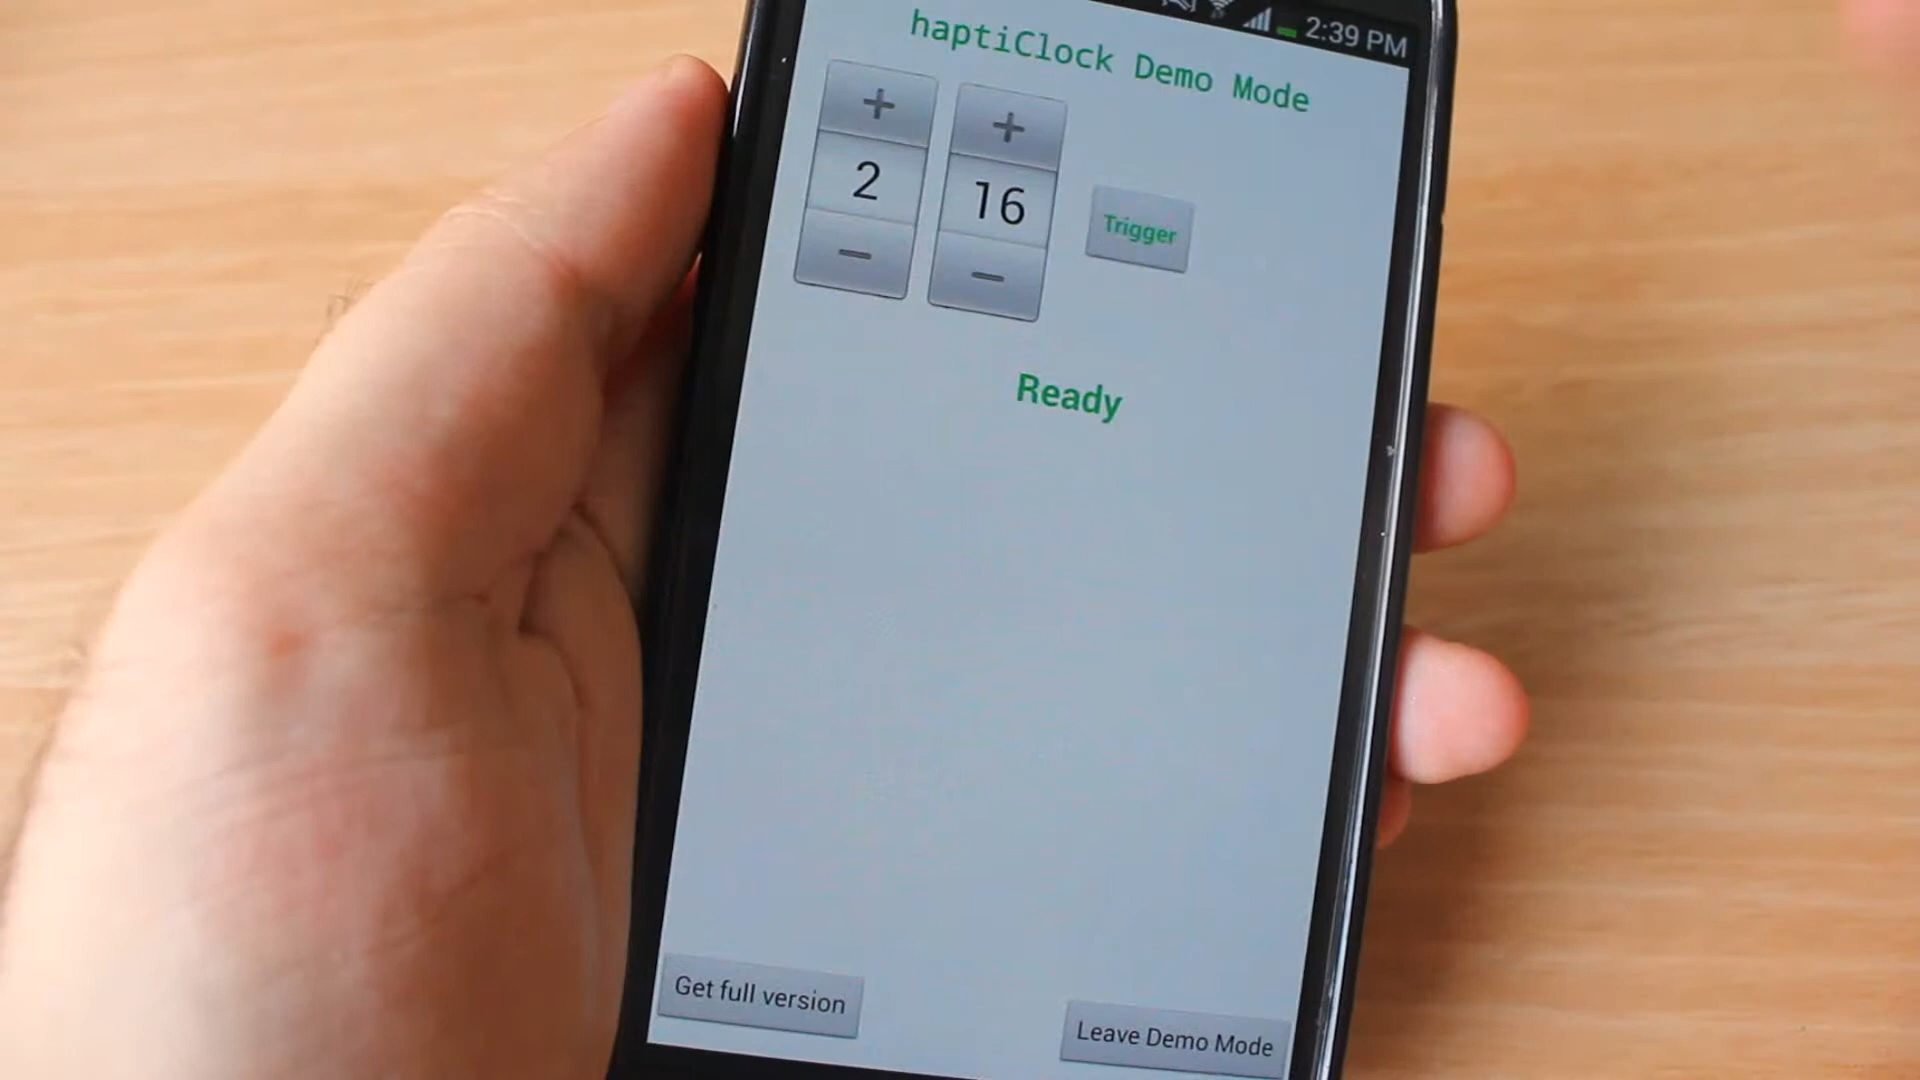 2:39 PM
haptiClock Demo Mode
+ +
2 16 Trigger
- -
Ready
Get full version
Leave Demo Mode